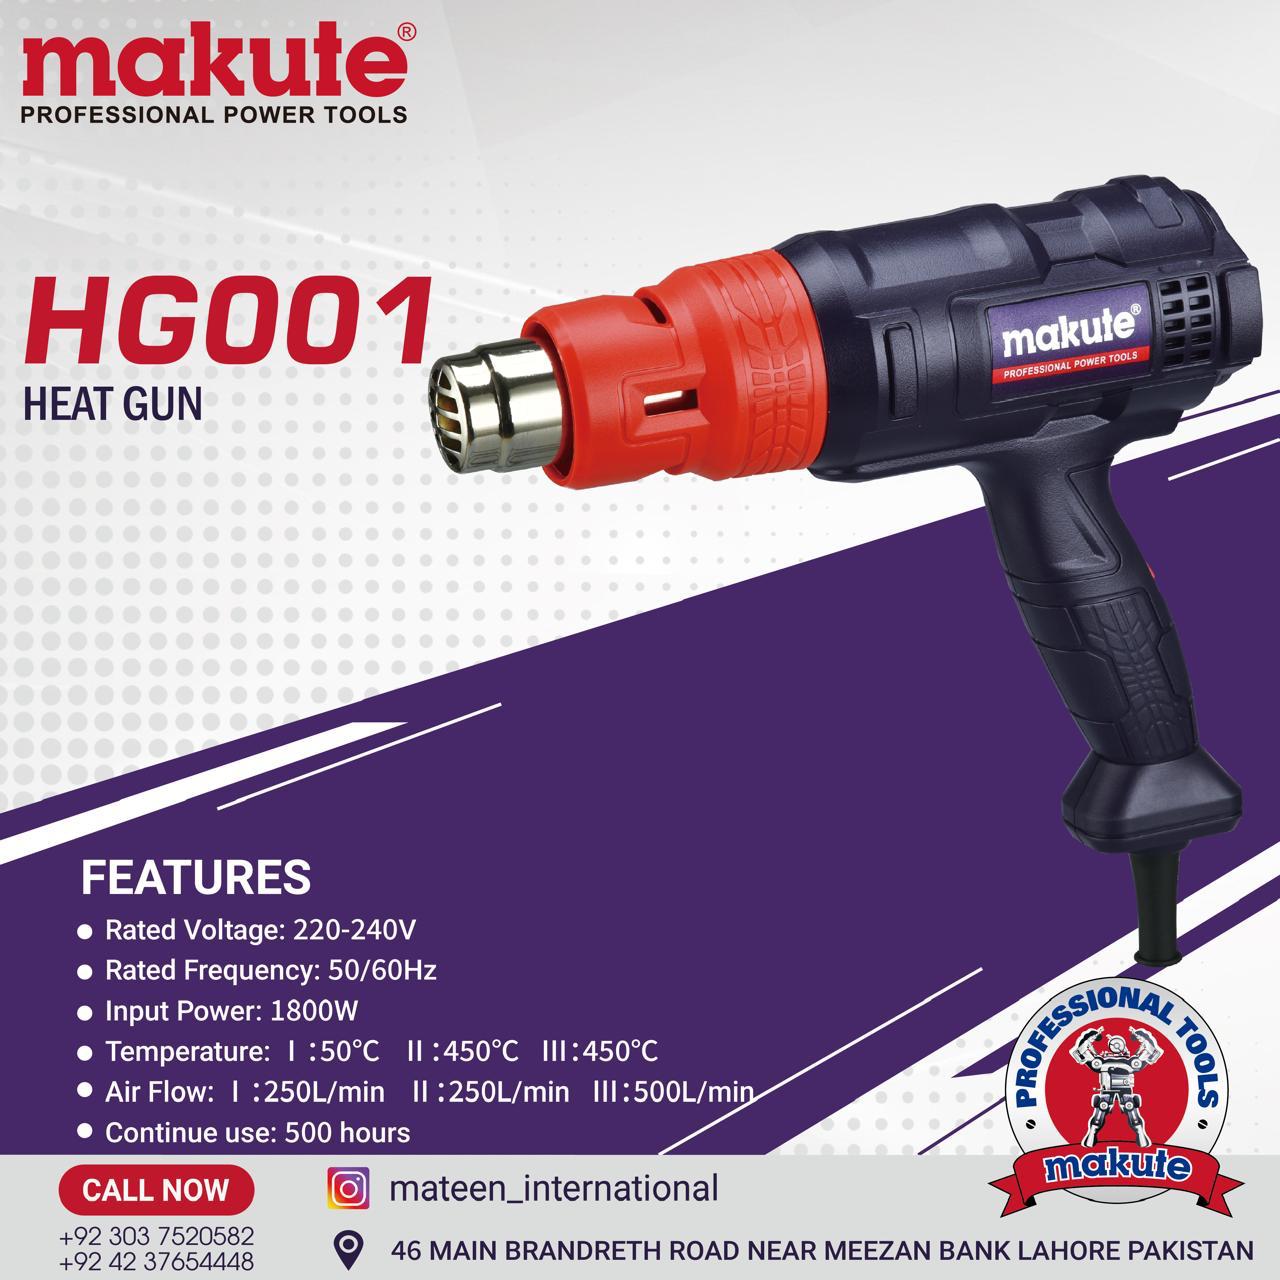 makute®
PROFESSIONAL POWER TOOLS
HG001
HEAT GUN
makute®
PROFESSIONAL POWER TOOLS
FEATURES
Rated Voltage: 220-240V
Rated Frequency: 50/60Hz
Input Power: 1800W
Temperature: I :50℃ II :450℃ III:450℃
Air Flow: I :250L/min II :250L/min III:500L/min
Continue use: 500 hours
PROFESSIONAL TOOLS
makute
CALL NOW
+92 303 7520582
+92 42 37654448
mateen_international
46 MAIN BRANDRETH ROAD NEAR MEEZAN BANK LAHORE PAKISTAN